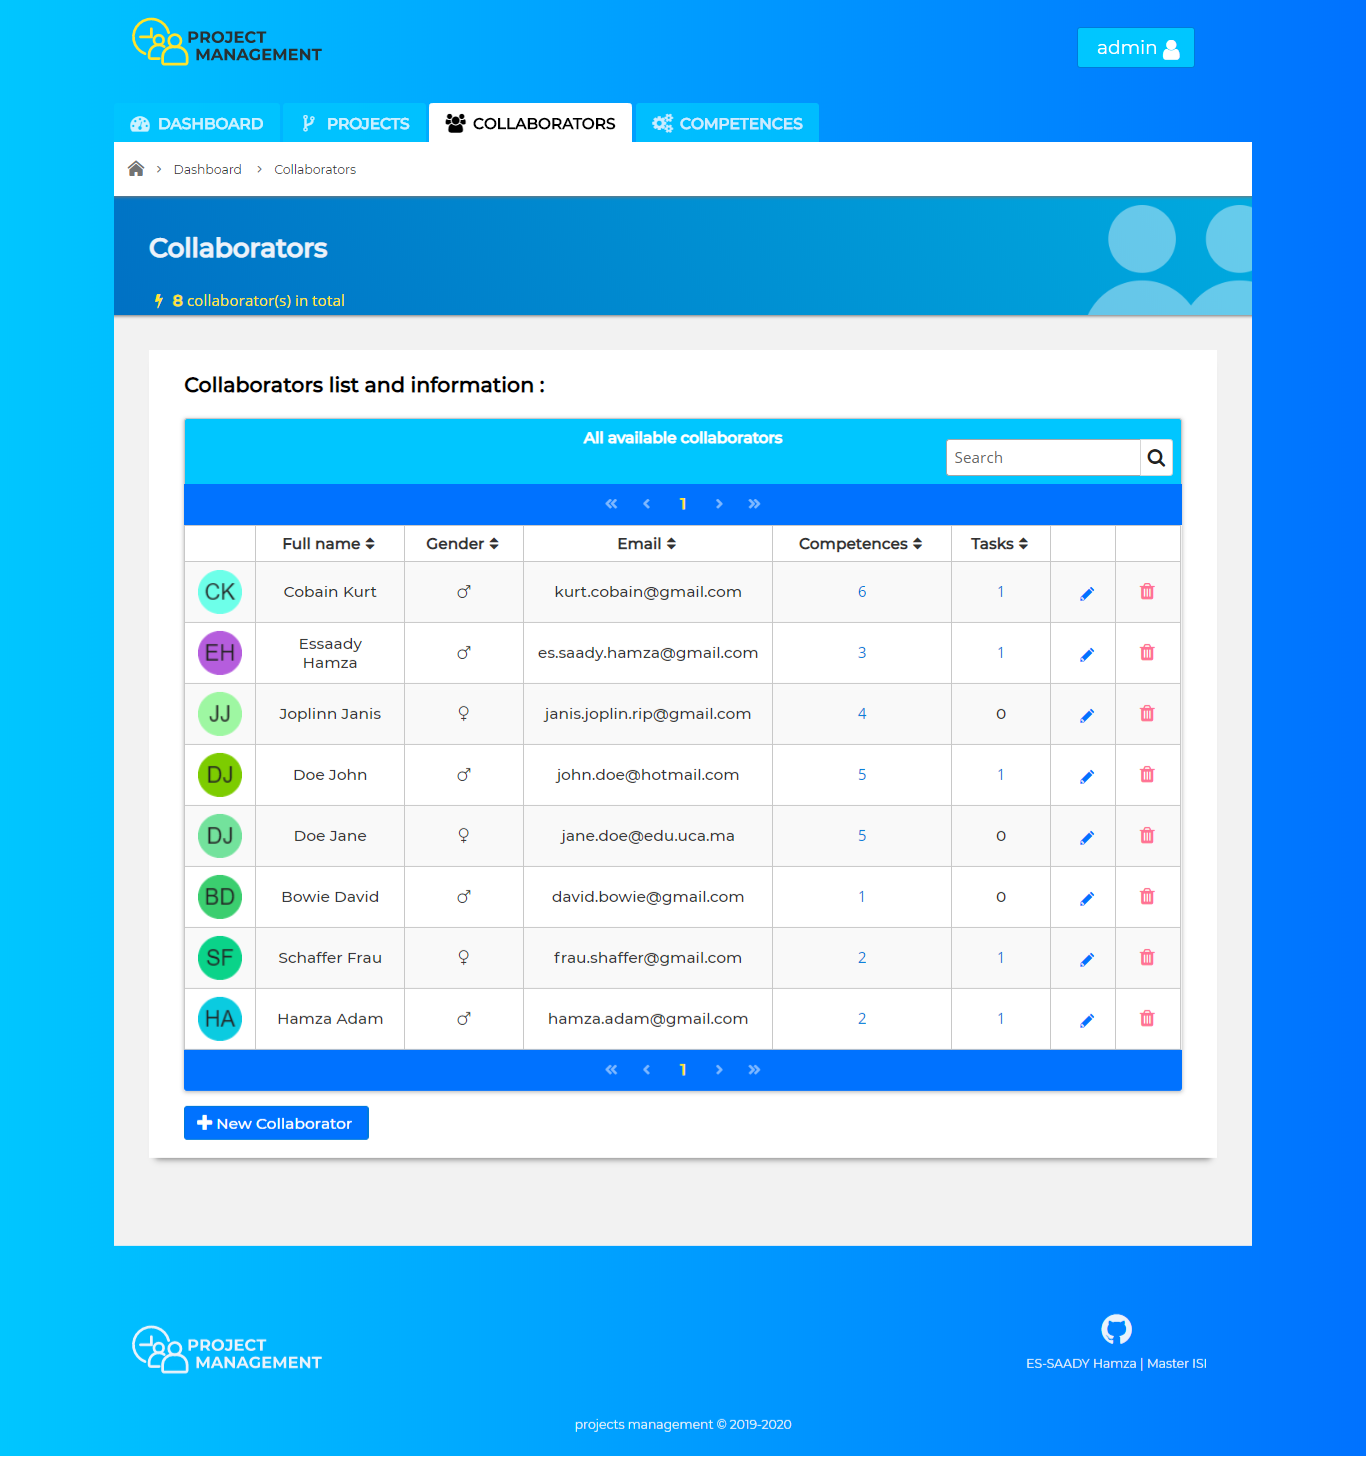 PROJECT
MANAGEMENT
admin
DASHBOARD PROJECTS COLLABORATORS COMPETENCES
Dashboard Collaborators
Collaborators
8 collaborator(s) in total
Collaborators list and information :
All available collaborators
Search
« ‹ 1 › »
Full name Gender Email Competences Tasks
CK Cobain Kurt ♂ kurt.cobain@gmail.com 6 1
EH Essaady Hamza ♂ es.saady.hamza@gmail.com 3 1
JJ Joplinn Janis ♀ janis.joplin.rip@gmail.com 4 0
DJ Doe John ♂ john.doe@hotmail.com 5 1
DJ Doe Jane ♀ jane.doe@edu.uca.ma 5 0
BD Bowie David ♂ david.bowie@gmail.com 1 0
SF Schaffer Frau ♀ frau.shaffer@gmail.com 2 1
HA Hamza Adam ♂ hamza.adam@gmail.com 2 1
« ‹ 1 › »
New Collaborator
PROJECT
MANAGEMENT
ES-SAADY Hamza | Master ISI
projects management © 2019-2020